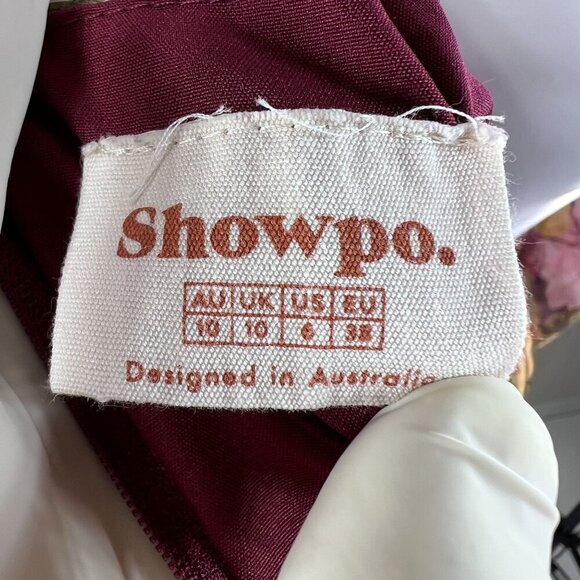 Showpo.
AU UK US EU
10 10 6 38
Designed in Australia